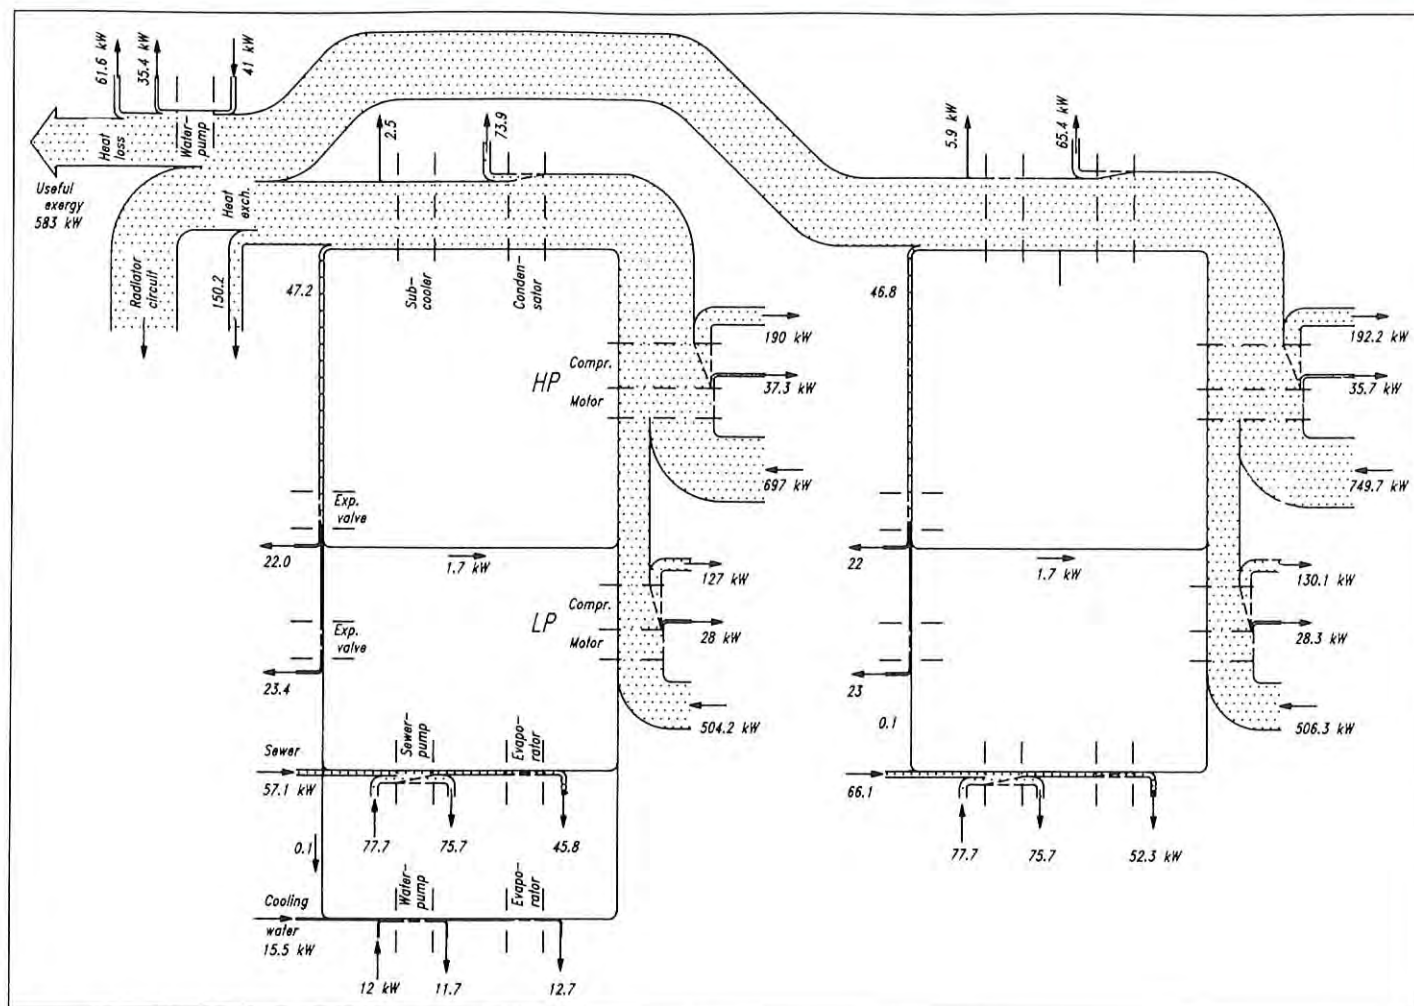 61.6 kW
35.4 kW
41 kW
Heat
loss
Water-
pump
Useful
exergy
583 kW
Heat
exch.
Radiator
circuit
150.2
2.5
73.9
5.9 kW
65.4 kW
47.2
Sub-
cooler
Conden-
sator
46.8
190 kW
192.2 kW
Compr.
HP
37.3 kW
35.7 kW
Motor
697 kW
749.7 kW
Exp.
valve
22.0
1.7 kW
22
1.7 kW
127 kW
130.1 kW
Compr.
LP
28 kW
28.3 kW
Exp.
valve
Motor
23.4
23
504.2 kW
506.3 kW
0.1
Sewer
Sewer-
pump
Evapo-
rator
57.1 kW
66.1
77.7
75.7
45.8
77.7
75.7
52.3 kW
0.1
Cooling
water
15.5 kW
Water-
pump
Evapo-
rator
12 kW
11.7
12.7